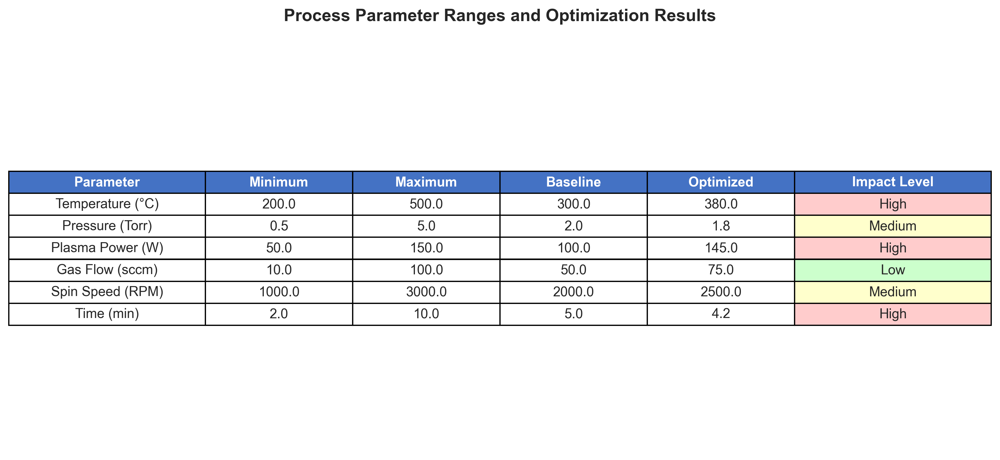 Process Parameter Ranges and Optimization Results
Parameter Minimum Maximum Baseline Optimized Impact Level
Temperature (°C) 200.0 500.0 300.0 380.0 High
Pressure (Torr) 0.5 5.0 2.0 1.8 Medium
Plasma Power (W) 50.0 150.0 100.0 145.0 High
Gas Flow (sccm) 10.0 100.0 50.0 75.0 Low
Spin Speed (RPM) 1000.0 3000.0 2000.0 2500.0 Medium
Time (min) 2.0 10.0 5.0 4.2 High